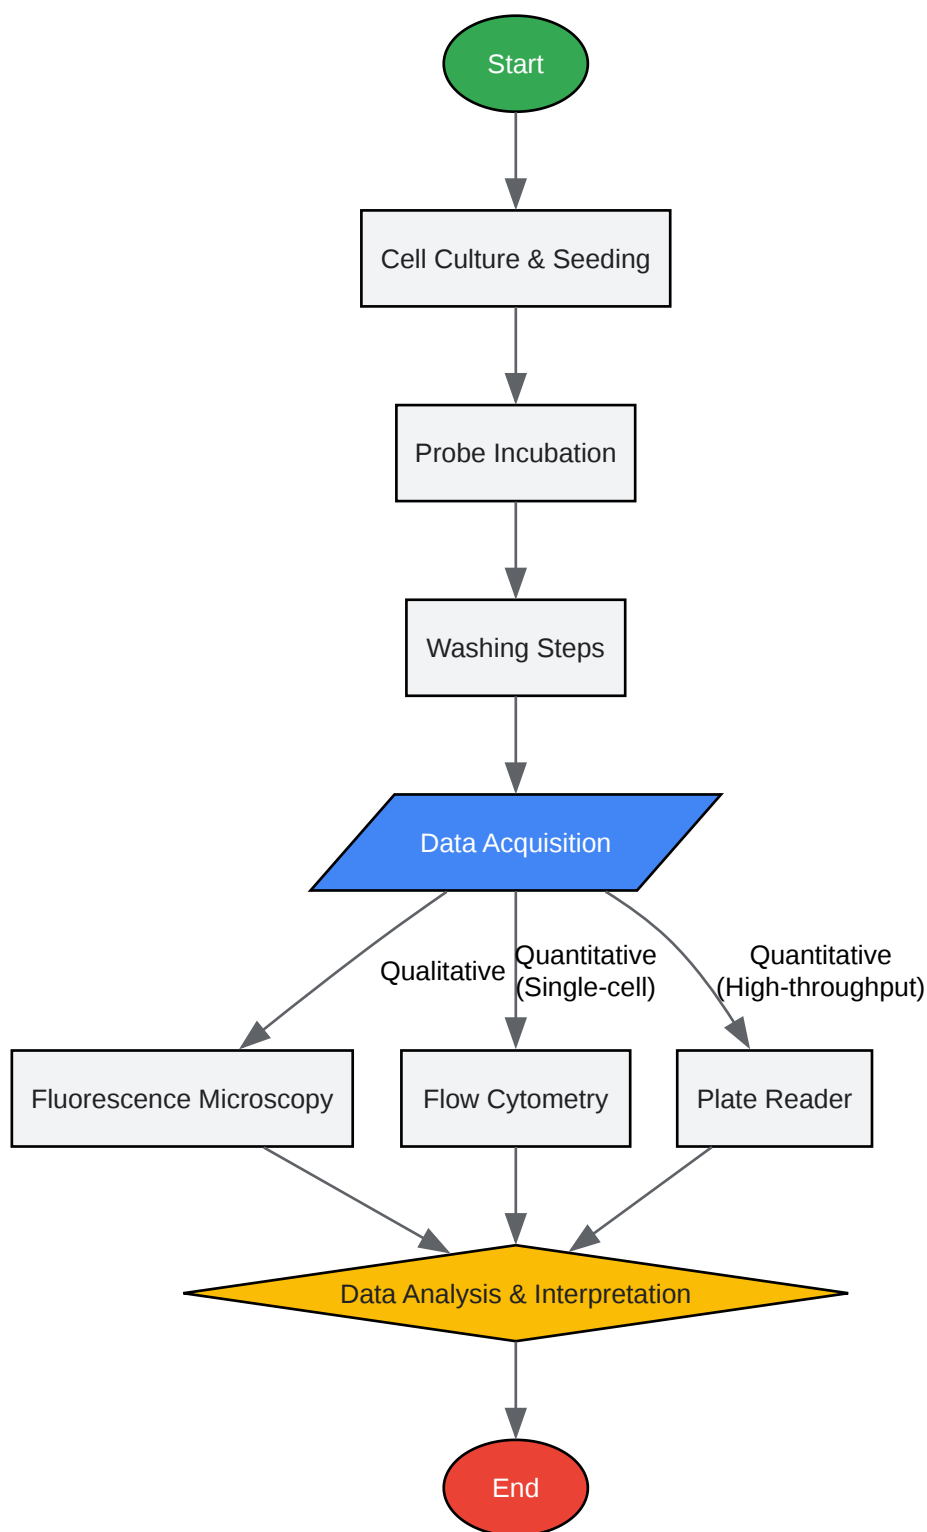 Start
Cell Culture & Seeding
Probe Incubation
Washing Steps
Data Acquisition
Qualitative
Quantitative
(Single-cell)
Quantitative
(High-throughput)
Fluorescence Microscopy
Flow Cytometry
Plate Reader
Data Analysis & Interpretation
End